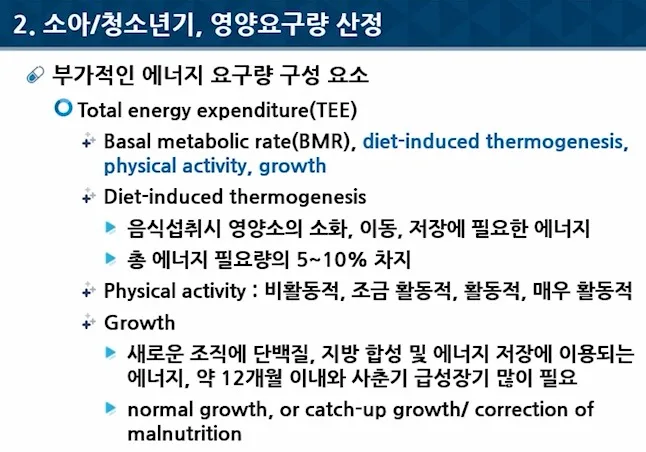 2. 소아/청소년기, 영양요구량 산정
부가적인 에너지 요구량 구성 요소
Total energy expenditure(TEE)
Basal metabolic rate(BMR), diet-induced thermogenesis,
physical activity, growth
Diet-induced thermogenesis
음식섭취시 영양소의 소화, 이동, 저장에 필요한 에너지
총 에너지 필요량의 5~10% 차지
Physical activity : 비활동적, 조금 활동적, 활동적, 매우 활동적
Growth
새로운 조직에 단백질, 지방 합성 및 에너지 저장에 이용되는
에너지, 약 12개월 이내와 사춘기 급성장기 많이 필요
normal growth, or catch-up growth/ correction of
malnutrition